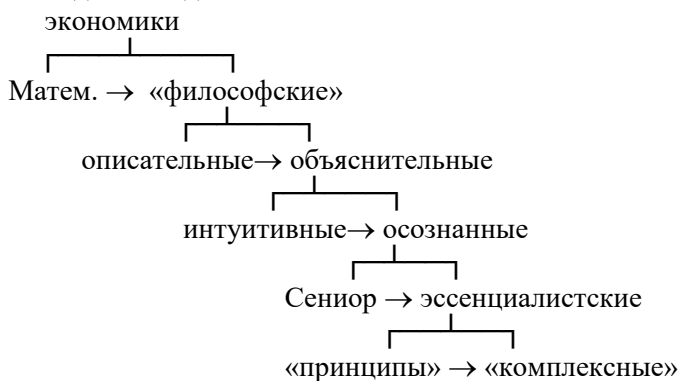 экономики
Матем. → «философские»
описательные→ объяснительные
интуитивные→ осознанные
Сениор → эссенциалистские
«принципы» → «комплексные»